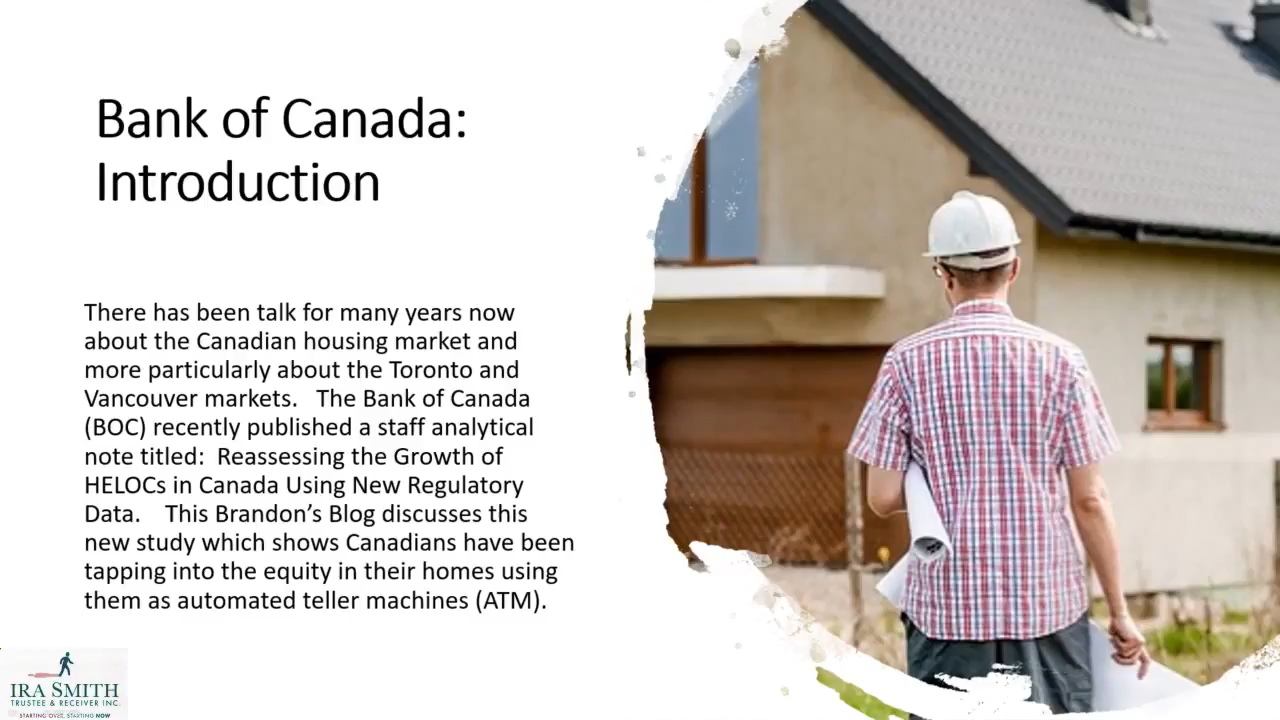 Bank of Canada:
Introduction
There has been talk for many years now
about the Canadian housing market and
more particularly about the Toronto and
Vancouver markets.   The Bank of Canada
(BOC) recently published a staff analytical
note titled:  Reassessing the Growth of
HELOCs in Canada Using New Regulatory
Data.    This Brandon’s Blog discusses this
new study which shows Canadians have been
tapping into the equity in their homes using
them as automated teller machines (ATM).
IRA SMITH
TRUSTEE & RECEIVER INC.
STARTING OVER, STARTING NOW